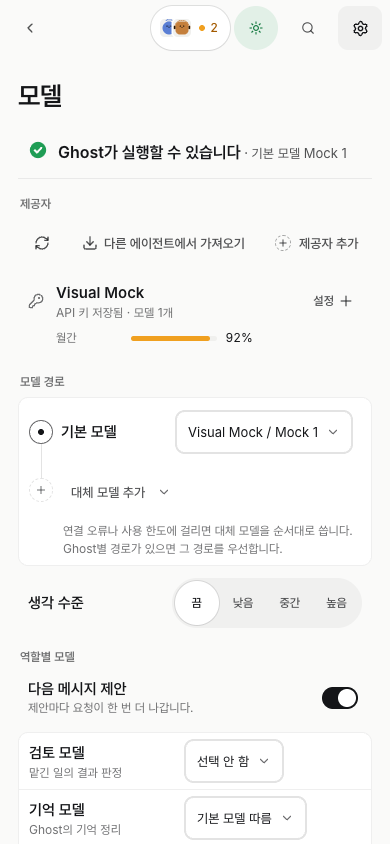 2
모델
Ghost가 실행할 수 있습니다 · 기본 모델 Mock 1
제공자
다른 에이전트에서 가져오기
제공자 추가
Visual Mock
API 키 저장됨 · 모델 1개
설정
월간
92%
모델 경로
기본 모델
Visual Mock / Mock 1
대체 모델 추가
연결 오류나 사용 한도에 걸리면 대체 모델을 순서대로 씁니다.
Ghost별 경로가 있으면 그 경로를 우선합니다.
생각 수준
끔
낮음
중간
높음
역할별 모델
다음 메시지 제안
제안마다 요청이 한 번 더 나갑니다.
검토 모델
맡긴 일의 결과 판정
선택 안 함
기억 모델
Ghost의 기억 정리
기본 모델 따름